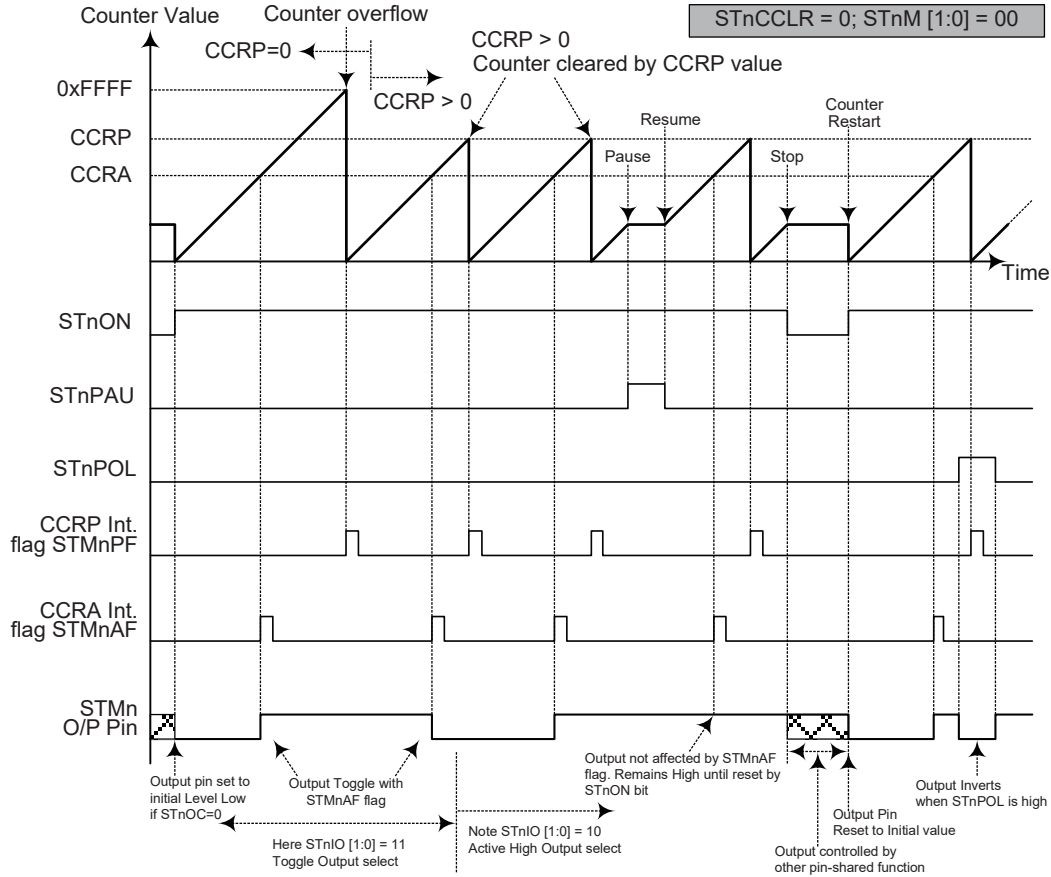 Counter Value
Counter overflow
STnCCLR = 0; STnM [1:0] = 00
CCRP=0
CCRP > 0
CCRP > 0
Counter cleared by CCRP value
0xFFFF
CCRP
CCRA
Pause
Resume
Stop
Counter
Restart
Time
STnON
STnPAU
STnPOL
CCRP Int.
flag STMnPF
CCRA Int.
flag STMnAF
STMn
O/P Pin
Output pin set to
initial Level Low
if STnOC=0
Output Toggle with
STMnAF flag
Here STnIO [1:0] = 11
Toggle Output select
Note STnIO [1:0] = 10
Active High Output select
Output not affected by STMnAF
flag. Remains High until reset by
STnON bit
Output controlled by
other pin-shared function
Output Pin
Reset to Initial value
Output Inverts
when STnPOL is high